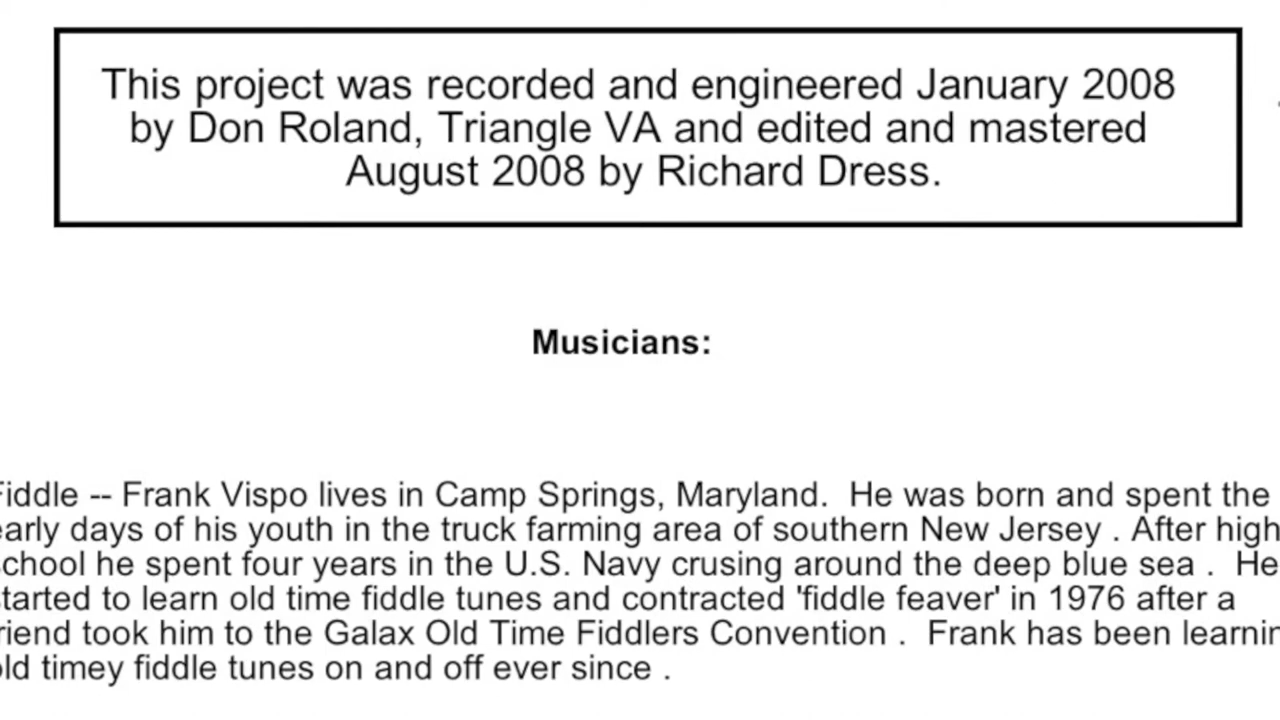 This project was recorded and engineered January 2008
by Don Roland, Triangle VA and edited and mastered
August 2008 by Richard Dress.
Musicians:
Fiddle -- Frank Vispo lives in Camp Springs, Maryland.  He was born and spent the
early days of his youth in the truck farming area of southern New Jersey . After high
school he spent four years in the U.S. Navy crusing around the deep blue sea .  He
started to learn old time fiddle tunes and contracted 'fiddle feaver' in 1976 after a
friend took him to the Galax Old Time Fiddlers Convention .  Frank has been learnin
old timey fiddle tunes on and off ever since .